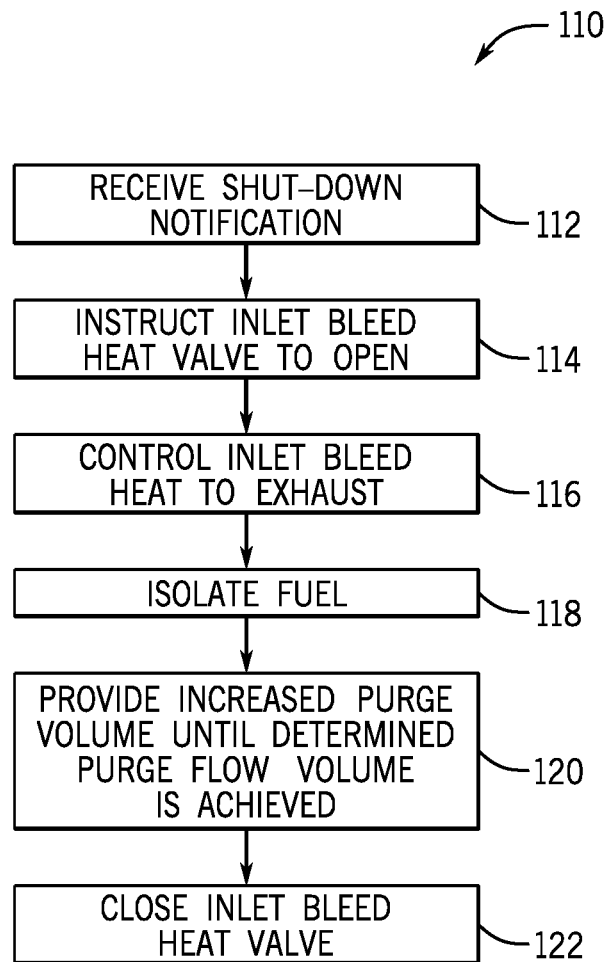 110
RECEIVE SHUT-DOWN
NOTIFICATION
112
INSTRUCT INLET BLEED
HEAT VALVE TO OPEN
114
CONTROL INLET BLEED
HEAT TO EXHAUST
116
ISOLATE FUEL
118
PROVIDE INCREASED PURGE
VOLUME UNTIL DETERMINED
PURGE FLOW VOLUME
IS ACHIEVED
120
CLOSE INLET BLEED
HEAT VALVE
122